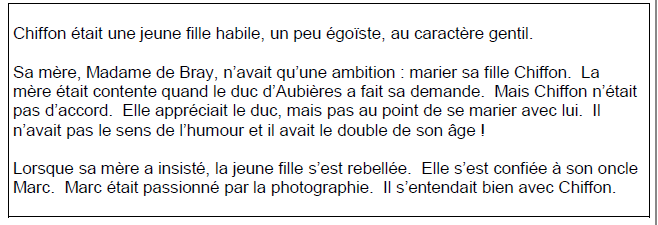 Chiffon était une jeune fille habile, un peu égoïste, au caractère gentil.
Sa mère, Madame de Bray, n’avait qu’une ambition : marier sa fille Chiffon.  La
mère était contente quand le duc d’Aubières a fait sa demande.  Mais Chiffon n’était
pas d’accord.  Elle appréciait le duc, mais pas au point de se marier avec lui.  Il
n’avait pas le sens de l’humour et il avait le double de son âge !
Lorsque sa mère a insisté, la jeune fille s’est rebellée.  Elle s’est confiée à son oncle
Marc.  Marc était passionné par la photographie.  Il s’entendait bien avec Chiffon.